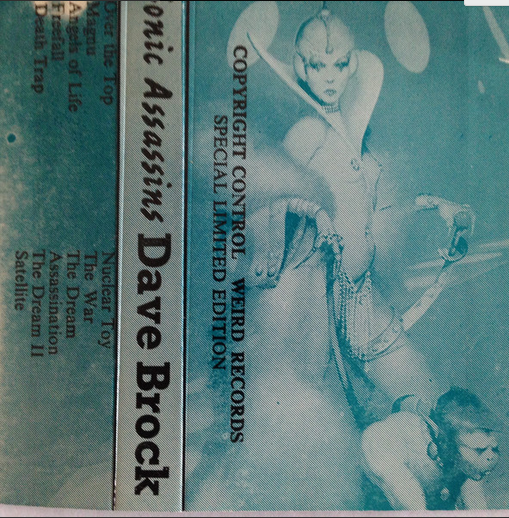 COPYRIGHT CONTROL WEIRD RECORDS
SPECIAL LIMITED EDITION
onic Assassins Dave Brock
Over the Top
Magnu
Angels of Life
Freefall
Death Trap
Nuclear Toy
The War
The Dream
Assassination
The Dream II
Satellite